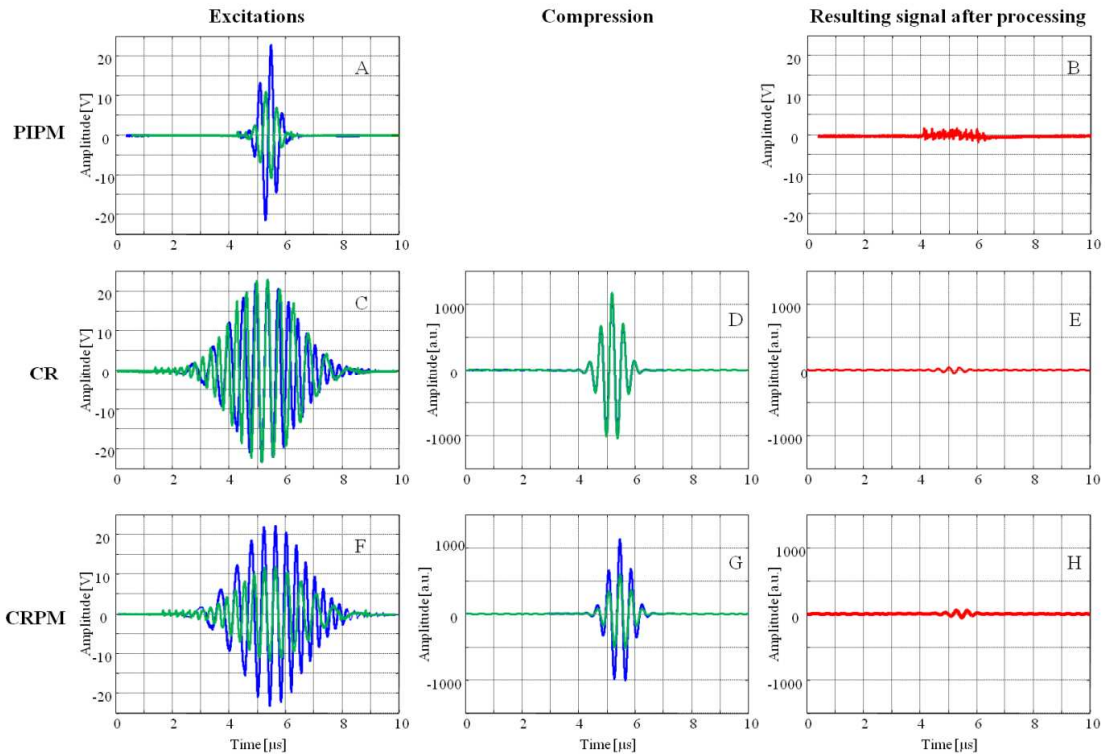 Excitations
Compression
Resulting signal after processing
PIPM
Amplitude [V]
20
10
0
-10
-20
A
0 2 4 6 8 10
Amplitude [V]
20
10
0
-10
-20
B
0 2 4 6 8 10
CR
Amplitude [V]
20
10
0
-10
-20
C
0 2 4 6 8 10
Amplitude [a.u.]
1000
0
-1000
D
0 2 4 6 8 10
Amplitude [a.u.]
1000
0
-1000
E
0 2 4 6 8 10
CRPM
Amplitude [V]
20
10
0
-10
-20
F
0 2 4 6 8 10
Time [µs]
Amplitude [a.u.]
1000
0
-1000
G
0 2 4 6 8 10
Time [µs]
Amplitude [a.u.]
1000
0
-1000
H
0 2 4 6 8 10
Time [µs]